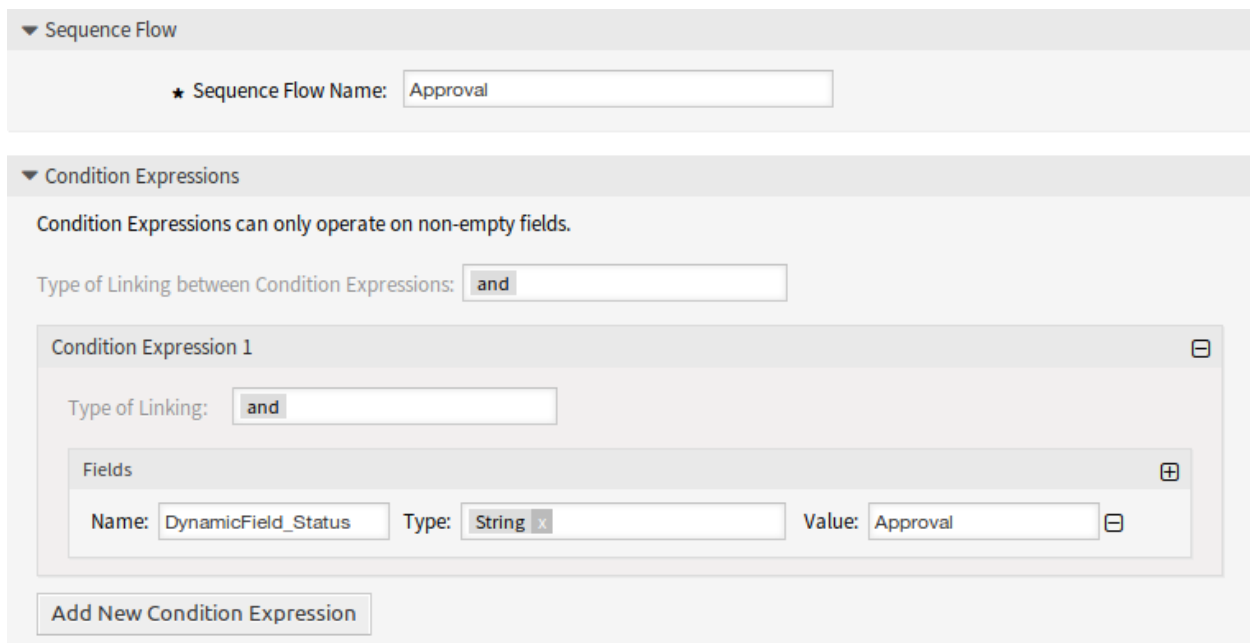 Sequence Flow
★ Sequence Flow Name: Approval
Condition Expressions
Condition Expressions can only operate on non-empty fields.
Type of Linking between Condition Expressions: and
Condition Expression 1
Type of Linking: and
Fields
Name: DynamicField_Status Type: String x Value: Approval
Add New Condition Expression